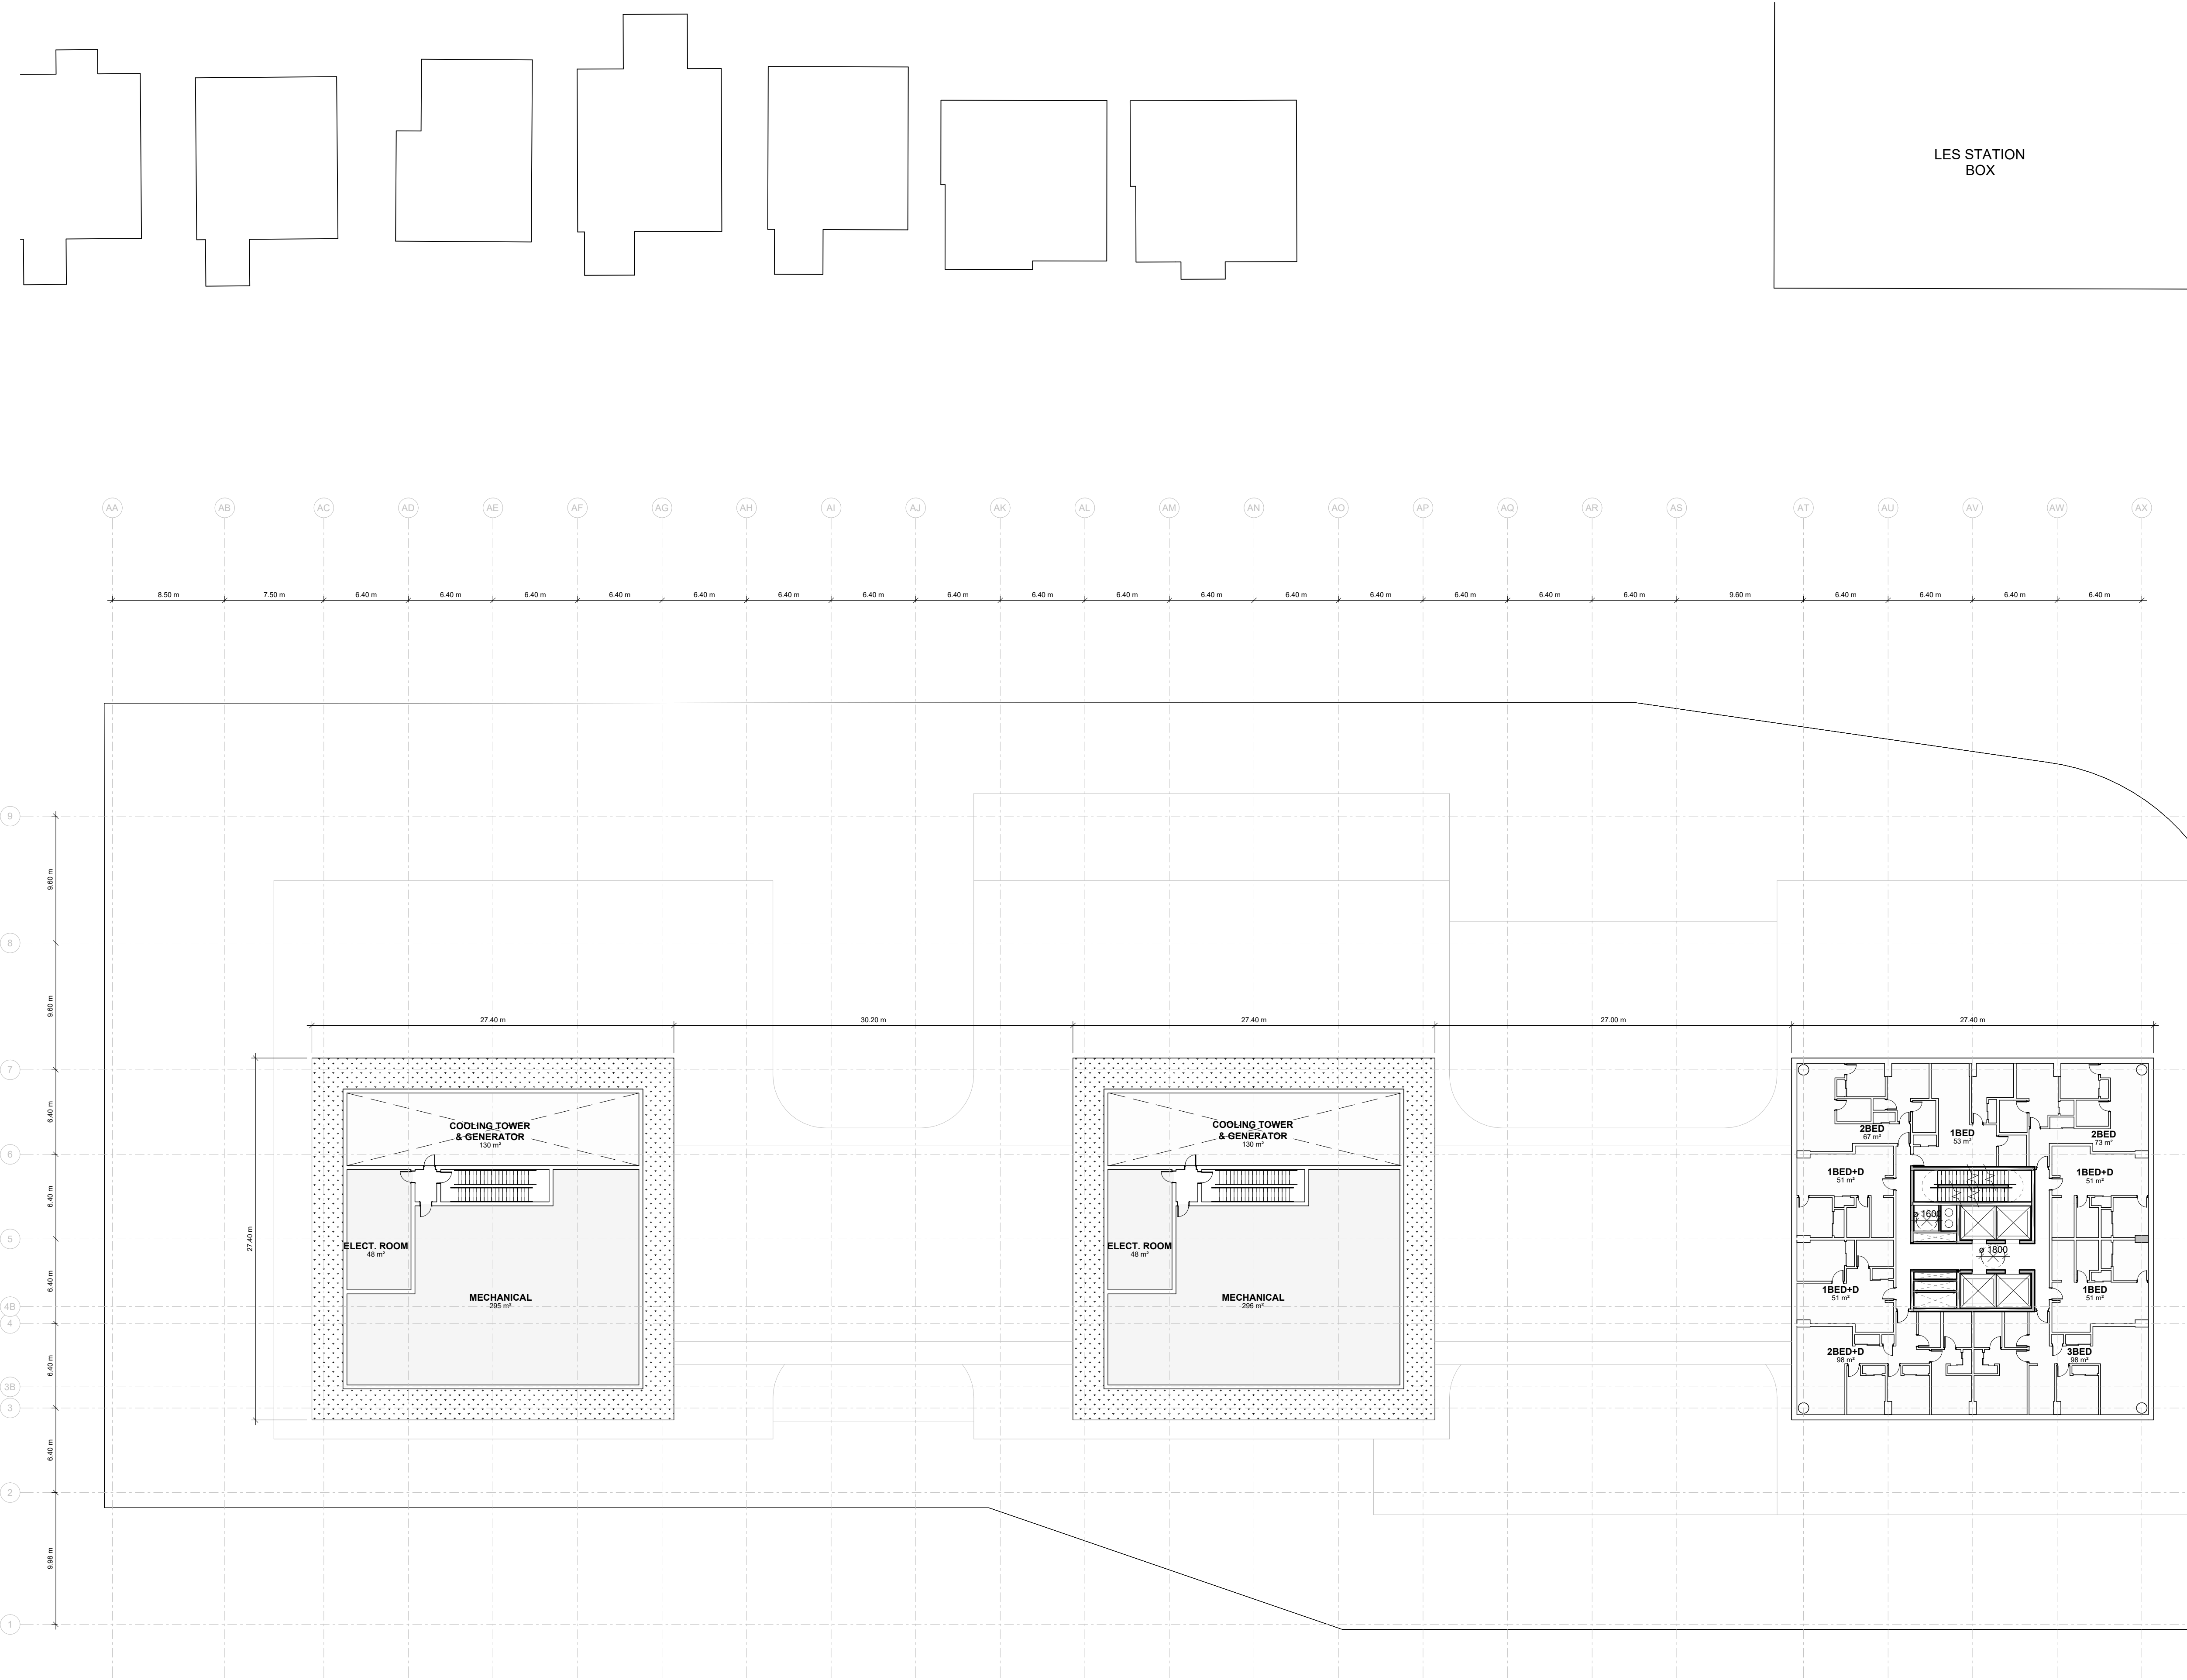 LES STATION
BOX
AA AB AC AD AE AF AG AH AI AJ AK AL AM AN AO AP AQ AR AS AT AU AV AW AX
8.50 m 7.50 m 6.40 m 6.40 m 6.40 m 6.40 m 6.40 m 6.40 m 6.40 m 6.40 m 6.40 m 6.40 m 6.40 m 6.40 m 6.40 m 6.40 m 6.40 m 6.40 m 9.60 m 6.40 m 6.40 m 6.40 m 6.40 m
9
9.60 m
8
9.60 m
27.40 m 30.20 m 27.40 m 27.00 m 27.40 m
7
6.40 m
6
6.40 m
5
6.40 m
4B
4
6.40 m
3B
3
6.40 m
2
9.98 m
1
27.40 m
COOLING TOWER
& GENERATOR
130 m²
ELECT. ROOM
48 m²
MECHANICAL
295 m²
COOLING TOWER
& GENERATOR
130 m²
ELECT. ROOM
48 m²
MECHANICAL
296 m²
2BED
67 m²
1BED
53 m²
2BED
73 m²
1BED+D
51 m²
1BED+D
51 m²
ø 1600
ø 1800
1BED+D
51 m²
1BED
51 m²
2BED+D
98 m²
3BED
98 m²